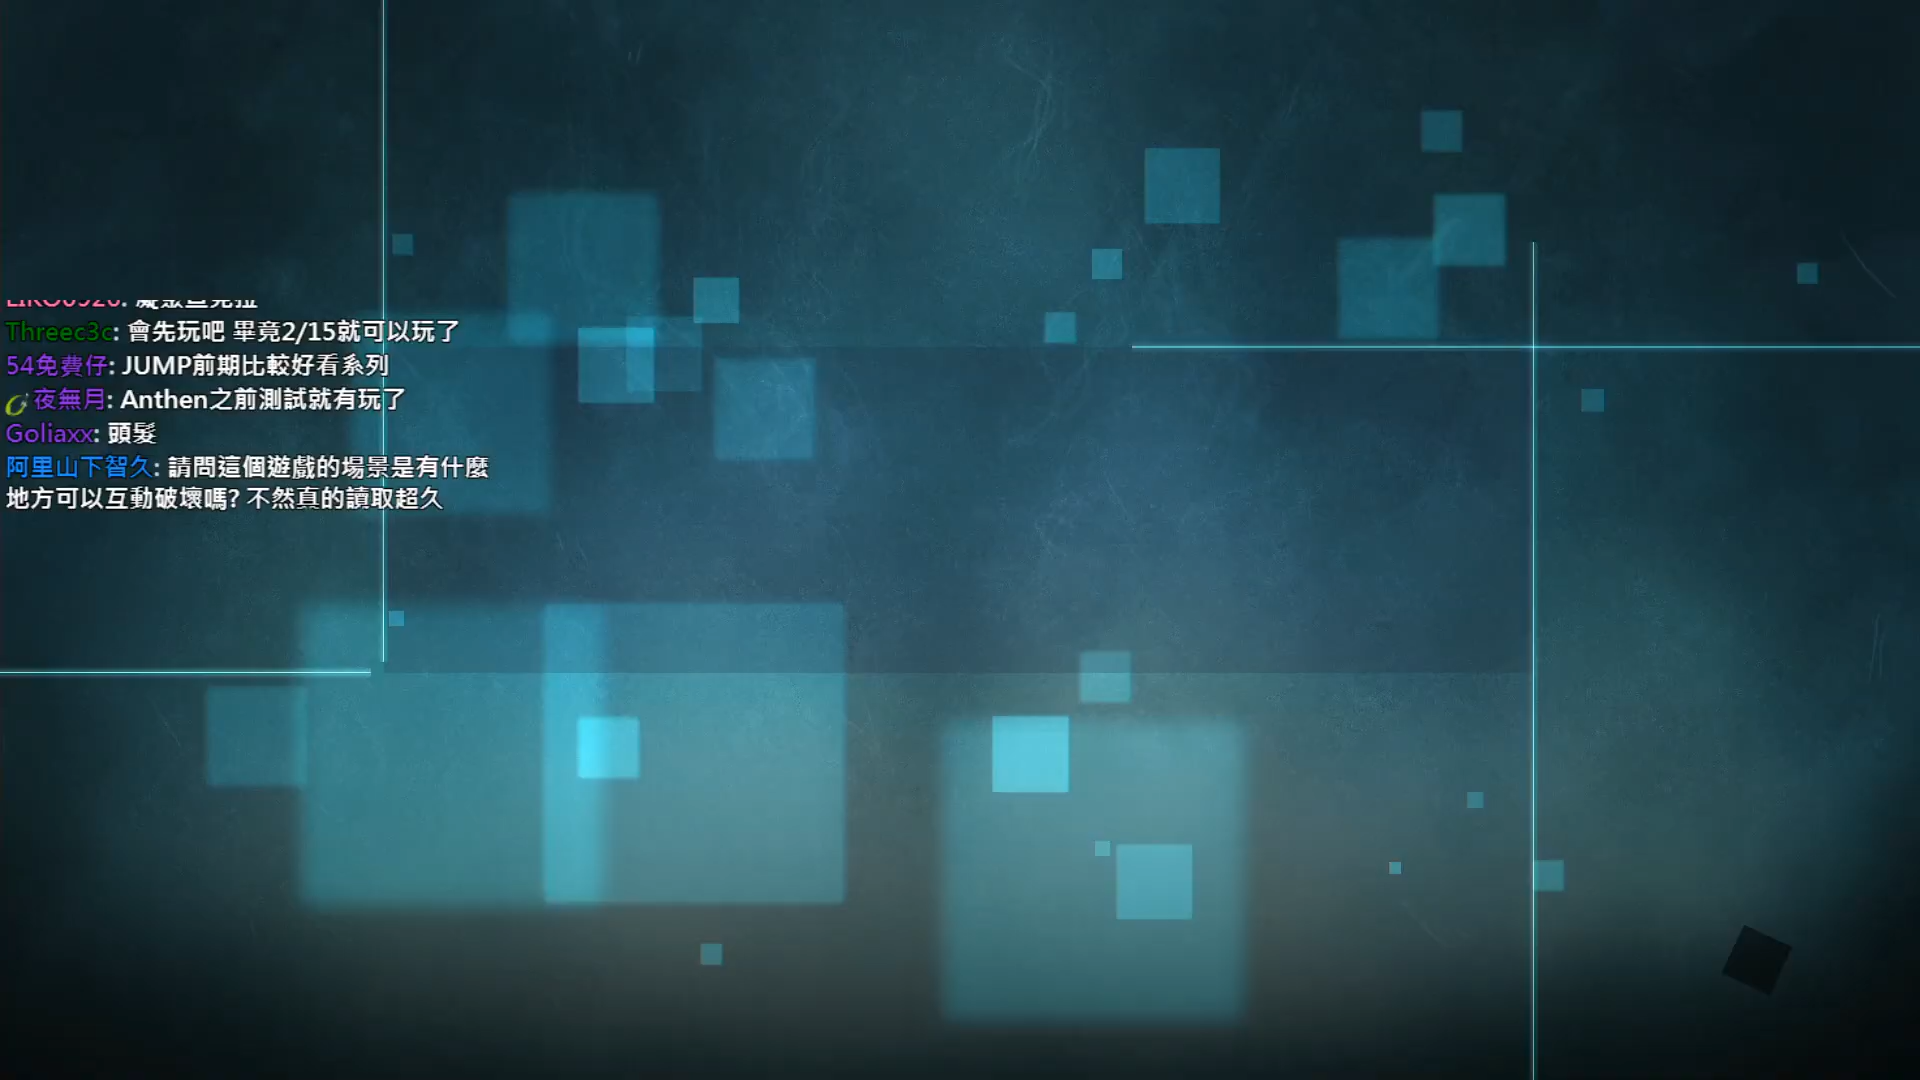 Threec3c: 會先玩吧 畢竟2/15就可以玩了
54免費仔: JUMP前期比較好看系列
夜無月: Anthen之前測試就有玩了
Goliaxx: 頭髮
阿里山下智久: 請問這個遊戲的場景是有什麼
地方可以互動破壞嗎? 不然真的讀取超久